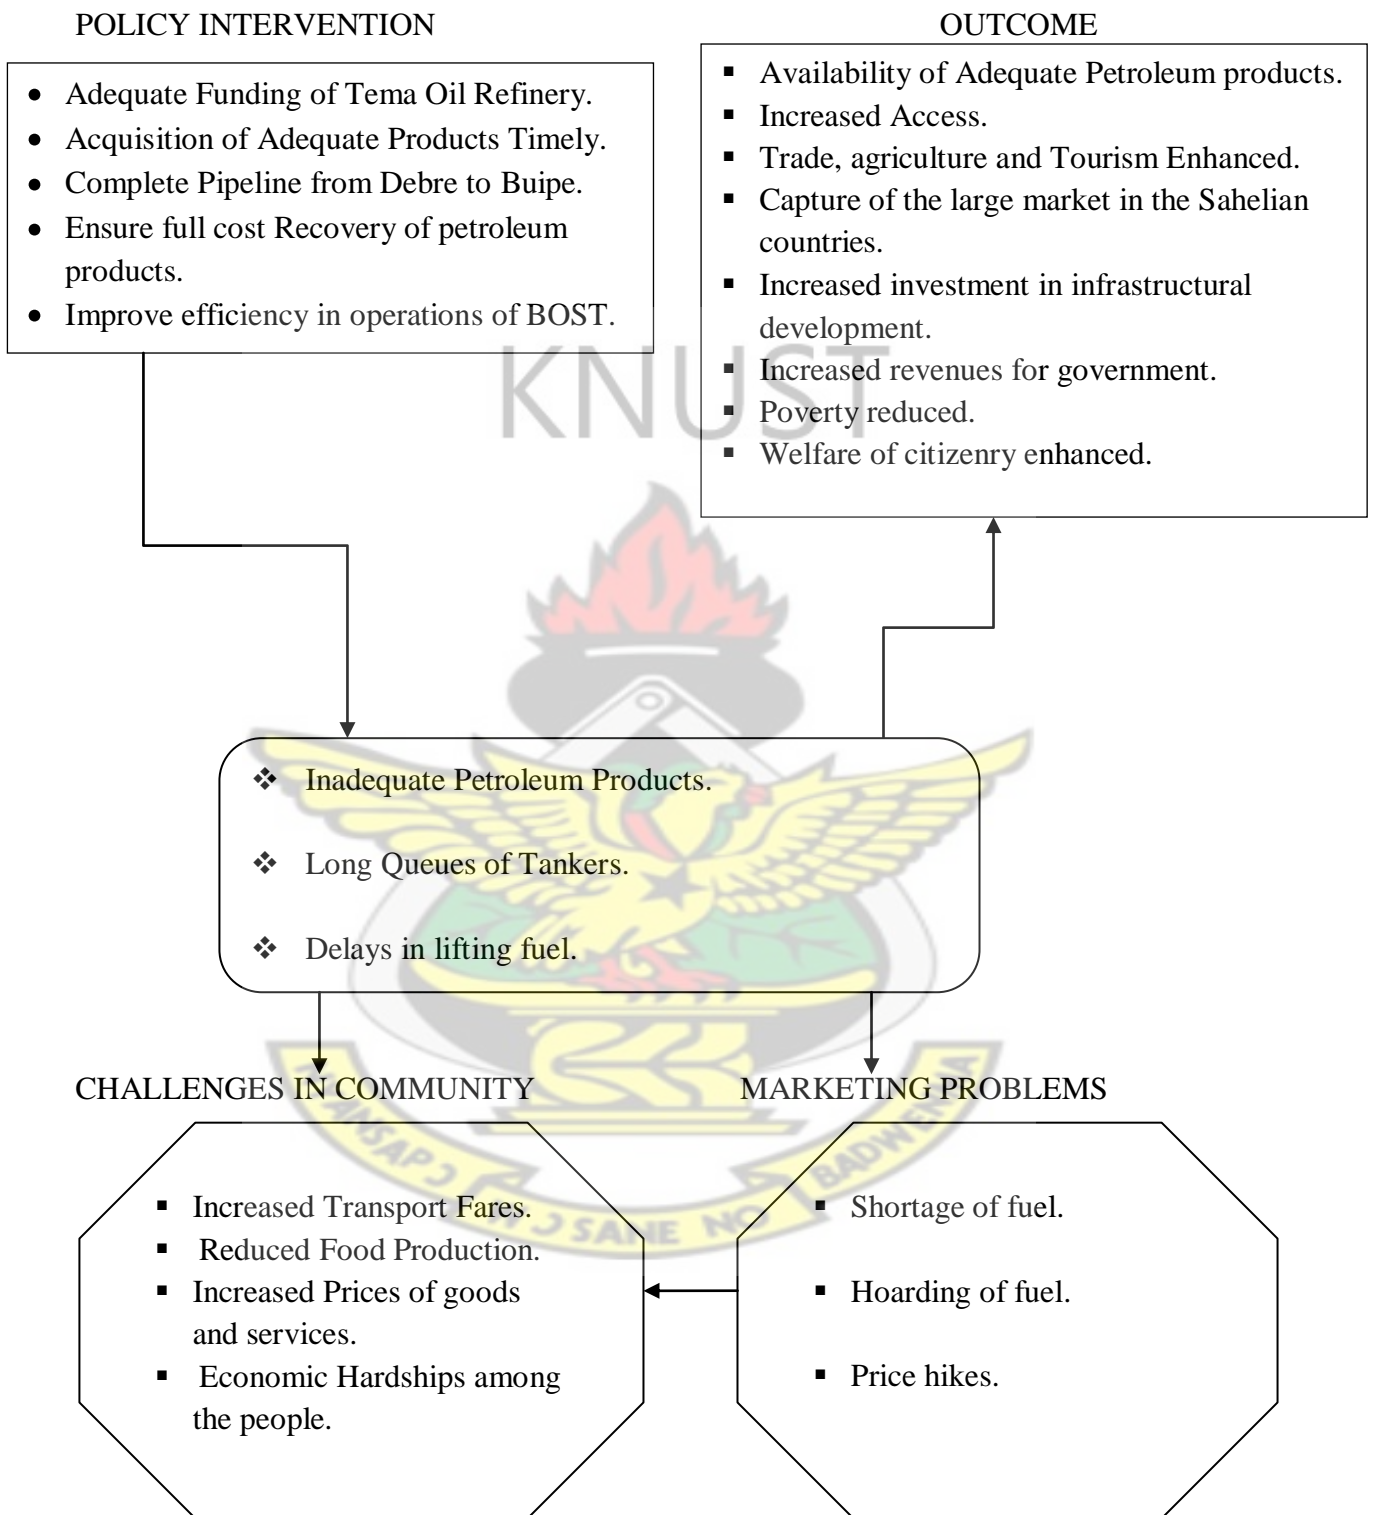 POLICY INTERVENTION
OUTCOME
• Adequate Funding of Tema Oil Refinery.
• Acquisition of Adequate Products Timely.
• Complete Pipeline from Debre to Buipe.
• Ensure full cost Recovery of petroleum
products.
• Improve efficiency in operations of BOST.
▪ Availability of Adequate Petroleum products.
▪ Increased Access.
▪ Trade, agriculture and Tourism Enhanced.
▪ Capture of the large market in the Sahelian
countries.
▪ Increased investment in infrastructural
development.
▪ Increased revenues for government.
▪ Poverty reduced.
▪ Welfare of citizenry enhanced.
KNUST
❖ Inadequate Petroleum Products.
❖ Long Queues of Tankers.
❖ Delays in lifting fuel.
CHALLENGES IN COMMUNITY
MARKETING PROBLEMS
▪ Increased Transport Fares.
▪ Reduced Food Production.
▪ Increased Prices of goods
and services.
▪ Economic Hardships among
the people.
▪ Shortage of fuel.
▪ Hoarding of fuel.
▪ Price hikes.
SANE NO
BADWENMA